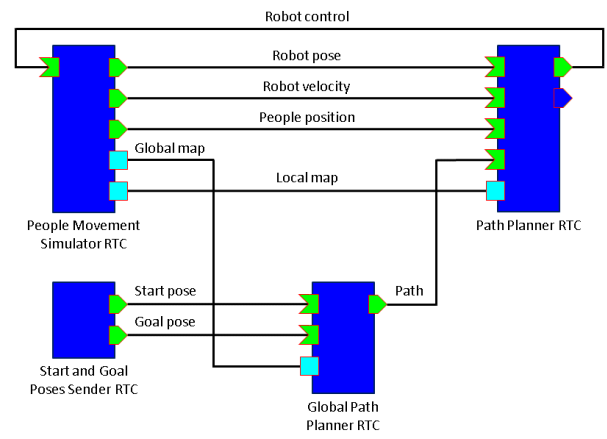 Robot control
Robot pose
Robot velocity
People position
Global map
Local map
People Movement
Simulator RTC
Path Planner RTC
Start pose
Path
Goal pose
Start and Goal
Poses Sender RTC
Global Path
Planner RTC